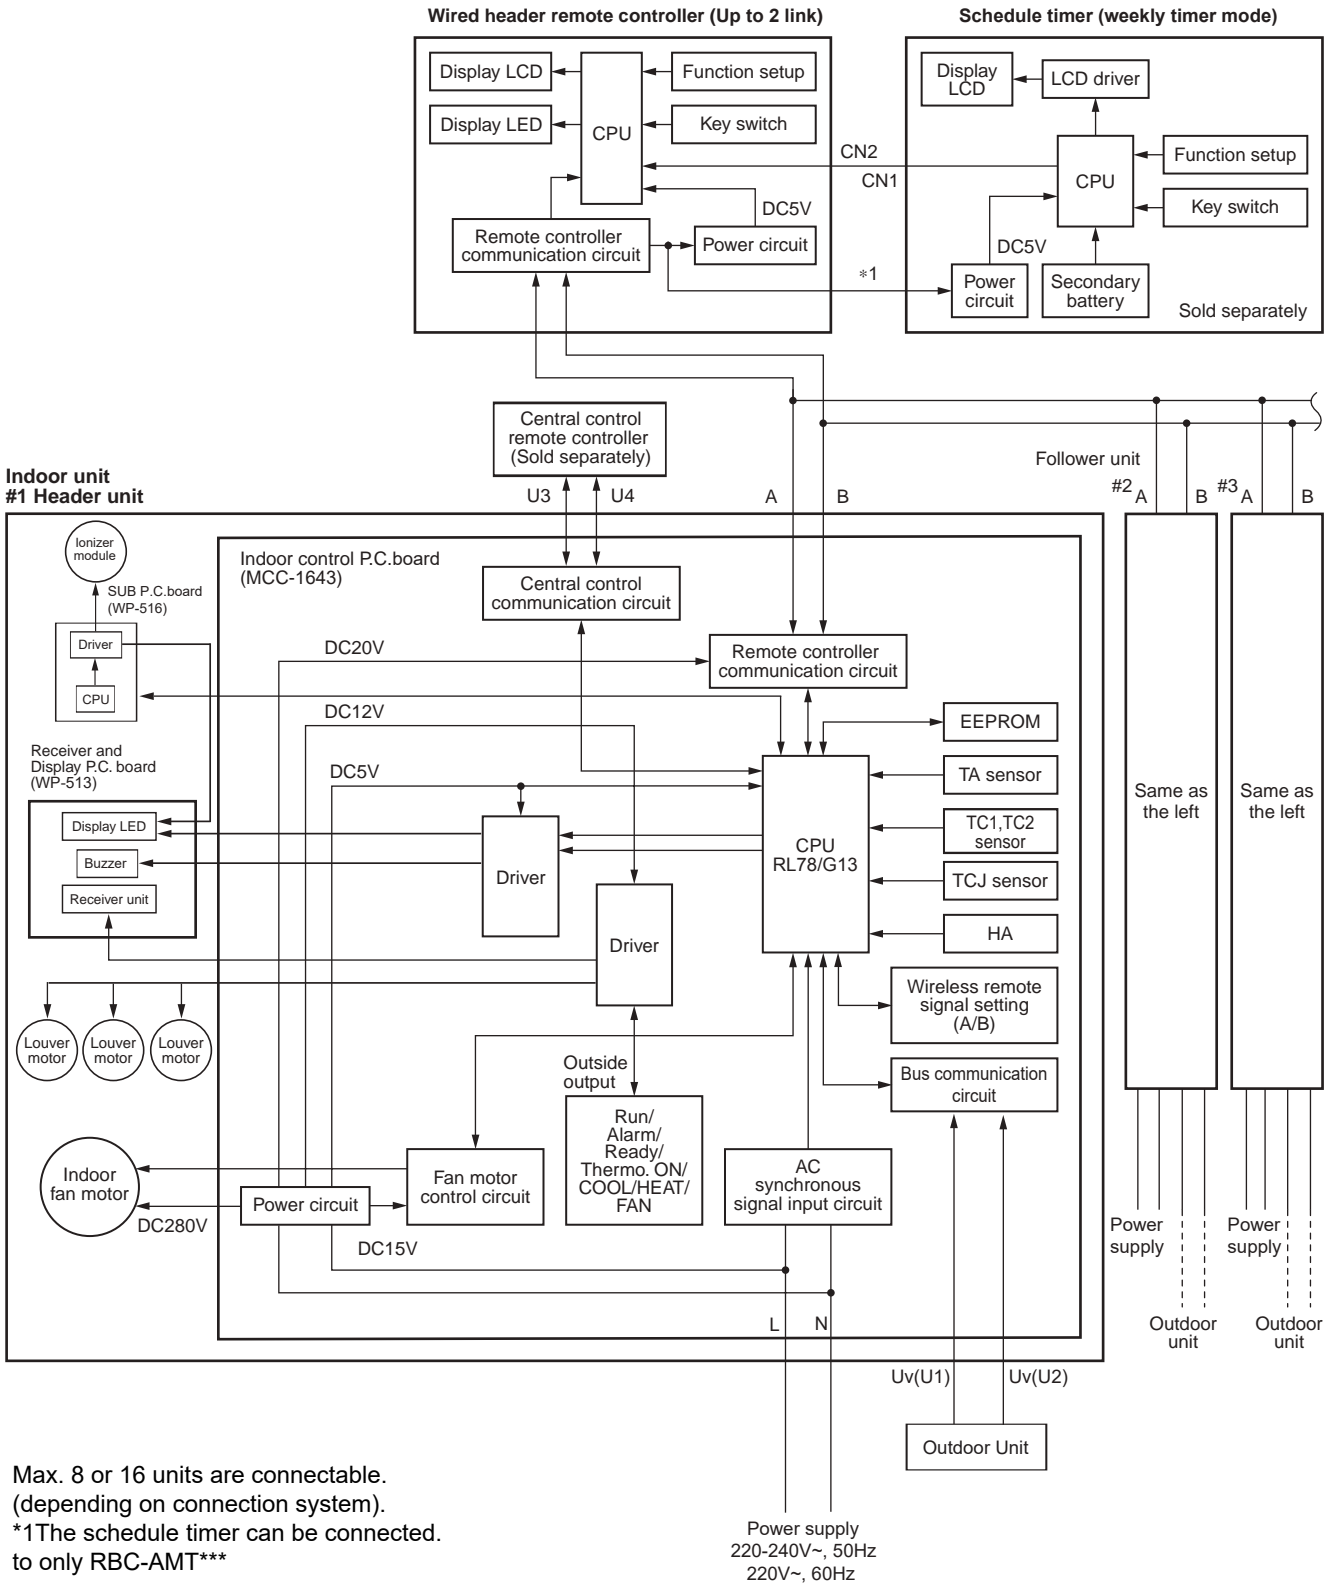 Wired header remote controller (Up to 2 link)
Schedule timer (weekly timer mode)
Display LCD
Function setup
Display LED
CPU
Key switch
DC5V
Remote controller
communication circuit
Power circuit
Display
LCD
LCD driver
CPU
Function setup
Key switch
DC5V
Power
circuit
Secondary
battery
Sold separately
CN2
CN1
*1
Central control
remote controller
(Sold separately)
U3
U4
A
B
Follower unit
#2
A
B
#3
A
B
Indoor unit
#1 Header unit
Ionizer
module
SUB P.C.board
(WP-516)
Driver
CPU
Receiver and
Display P.C. board
(WP-513)
Display LED
Buzzer
Receiver unit
Louver
motor
Louver
motor
Louver
motor
Indoor
fan motor
DC280V
Indoor control P.C.board
(MCC-1643)
Central control
communication circuit
DC20V
Remote controller
communication circuit
DC12V
DC5V
EEPROM
TA sensor
TC1,TC2
sensor
TCJ sensor
HA
CPU
RL78/G13
Driver
Driver
Wireless remote
signal setting
(A/B)
Bus communication
circuit
Outside
output
Run/
Alarm/
Ready/
Thermo. ON/
COOL/HEAT/
FAN
Fan motor
control circuit
Power circuit
DC15V
AC
synchronous
signal input circuit
L
N
Same as
the left
Same as
the left
Power
supply
Power
supply
Outdoor
unit
Outdoor
unit
Uv(U1)
Uv(U2)
Outdoor Unit
Power supply
220-240V~, 50Hz
220V~, 60Hz
Max. 8 or 16 units are connectable.
(depending on connection system).
*1The schedule timer can be connected.
to only RBC-AMT***